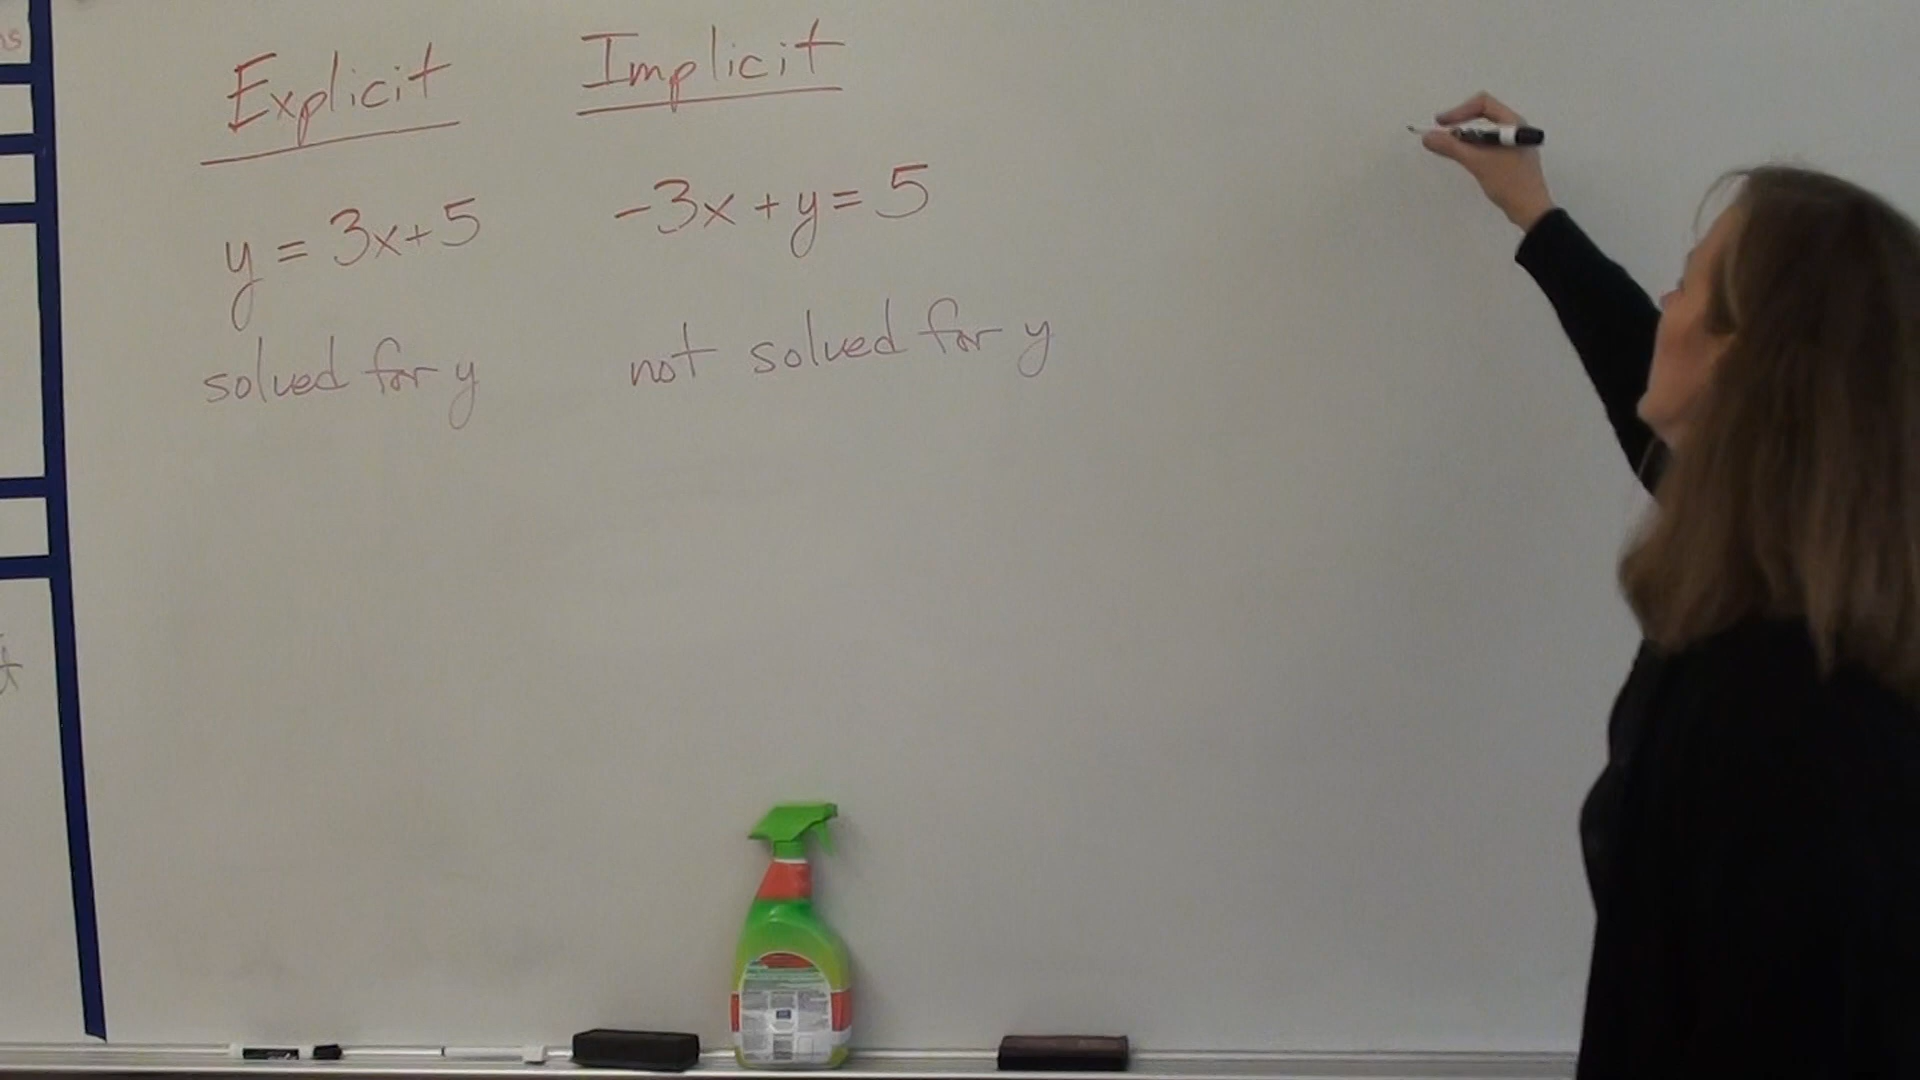 Explicit
Implicit
y = 3x+5
-3x + y = 5
solved for y
not solved for y